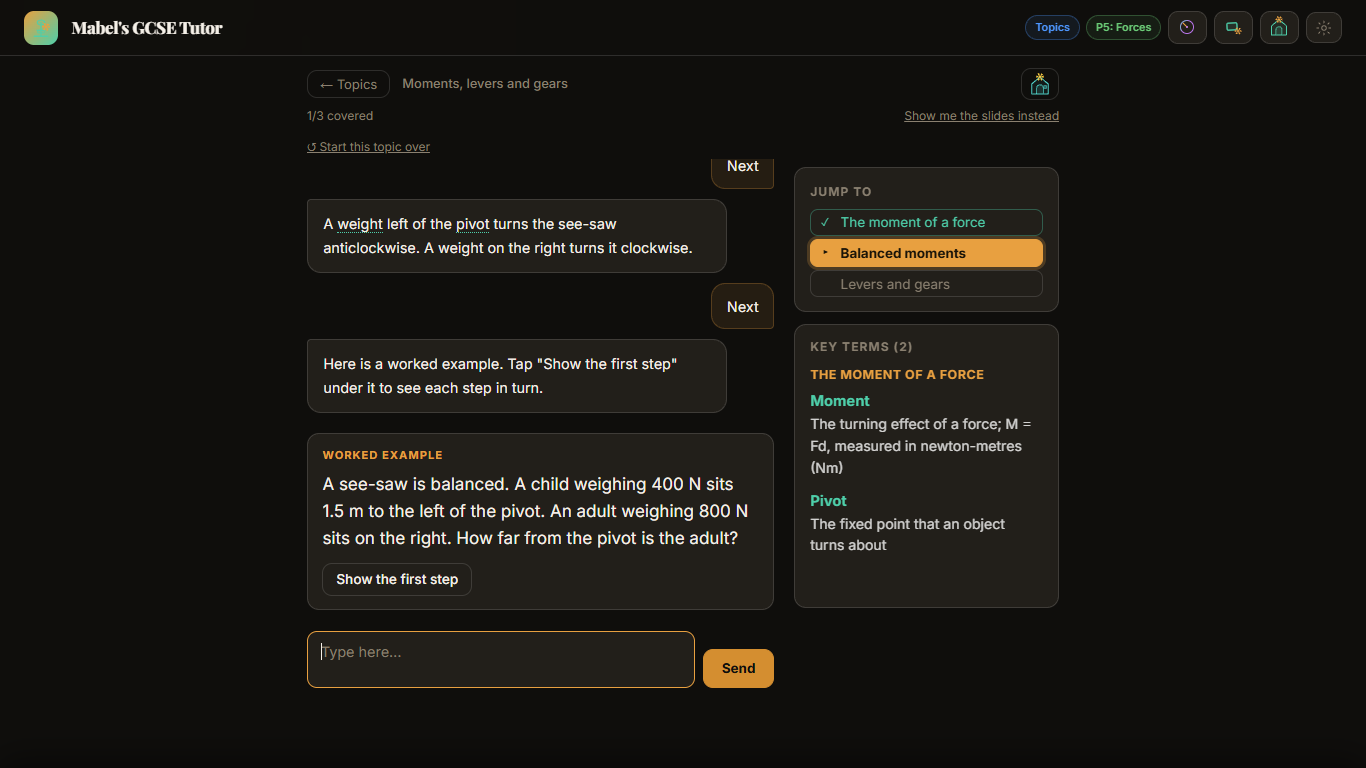 Mabel's GCSE Tutor
Topics
P5: Forces
← Topics
Moments, levers and gears
1/3 covered
Show me the slides instead
↺ Start this topic over
Next
A weight left of the pivot turns the see-saw
anticlockwise. A weight on the right turns it clockwise.
Next
Here is a worked example. Tap "Show the first step"
under it to see each step in turn.
WORKED EXAMPLE
A see-saw is balanced. A child weighing 400 N sits
1.5 m to the left of the pivot. An adult weighing 800 N
sits on the right. How far from the pivot is the adult?
Show the first step
Type here...
Send
JUMP TO
✓ The moment of a force
‣ Balanced moments
Levers and gears
KEY TERMS (2)
THE MOMENT OF A FORCE
Moment
The turning effect of a force; M =
Fd, measured in newton-metres
(Nm)
Pivot
The fixed point that an object
turns about